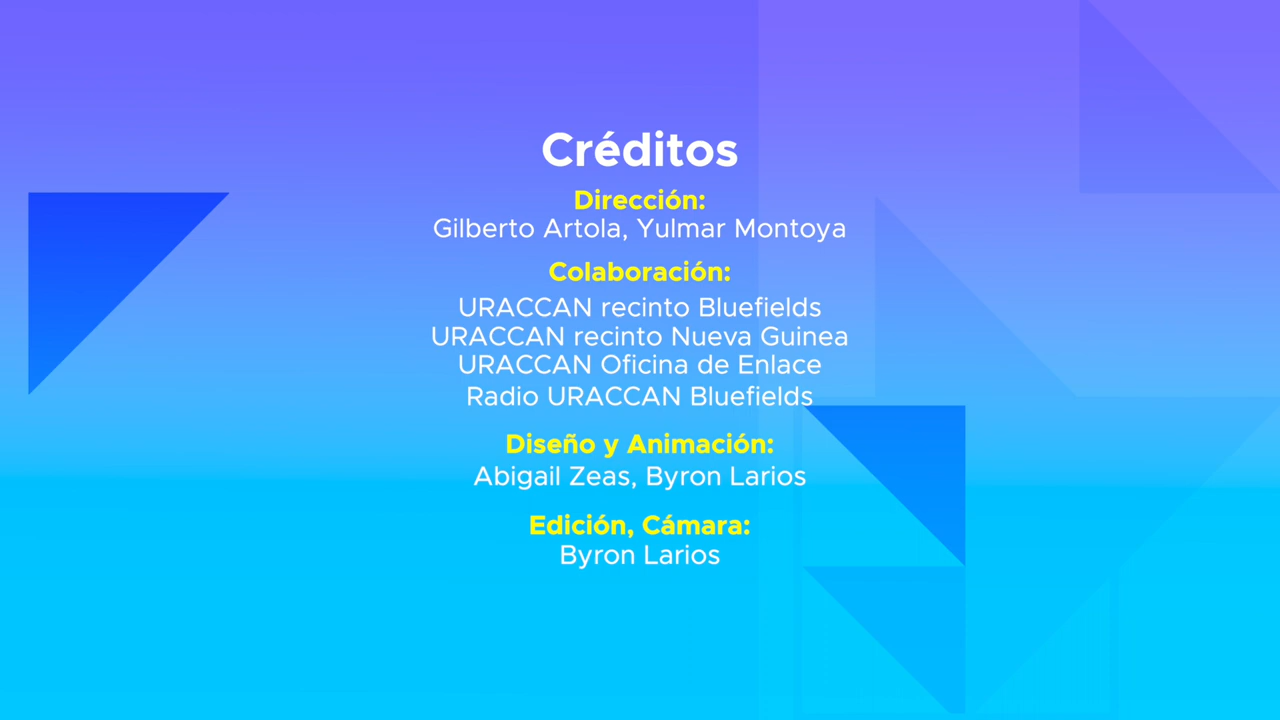 Créditos
Dirección:
Gilberto Artola, Yulmar Montoya
Colaboración:
URACCAN recinto Bluefields
URACCAN recinto Nueva Guinea
URACCAN Oficina de Enlace
Radio URACCAN Bluefields
Diseño y Animación:
Abigail Zeas, Byron Larios
Edición, Cámara:
Byron Larios